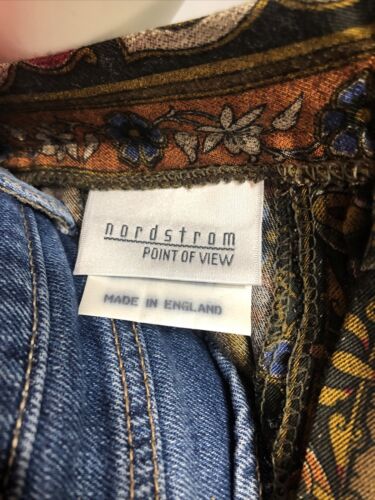 nordstrom
POINT OF VIEW
MADE IN ENGLAND